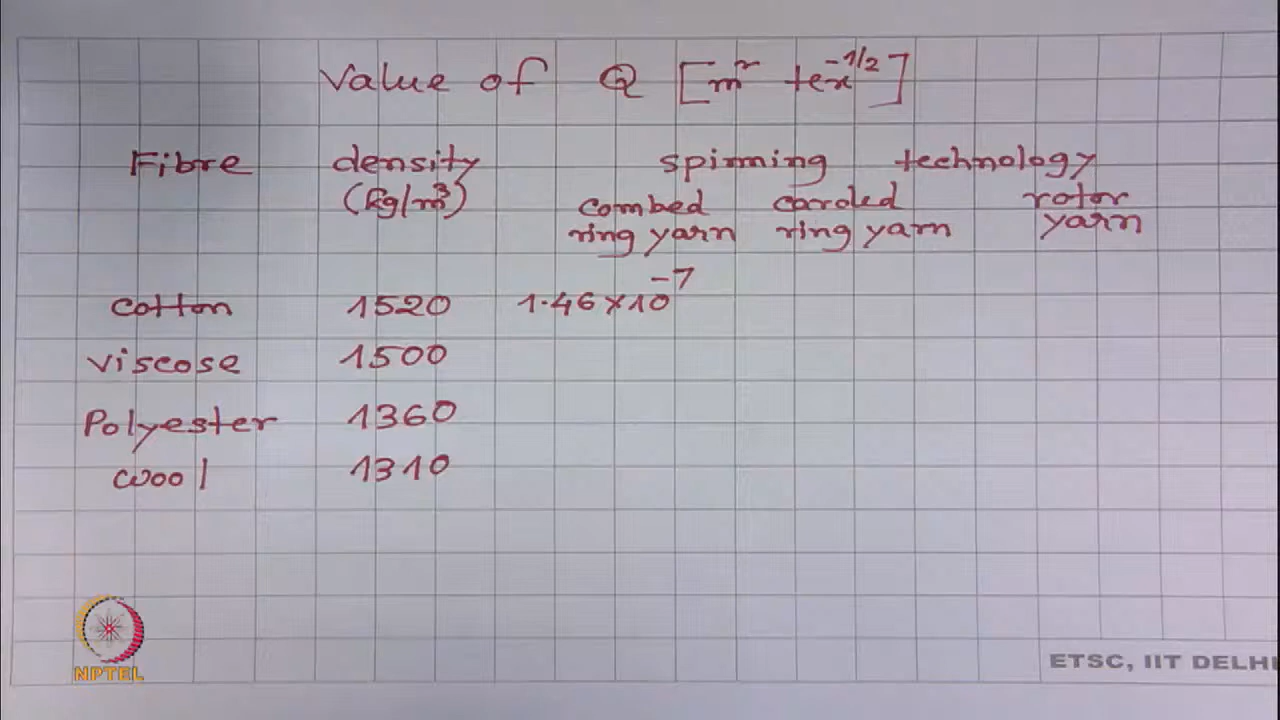 Value of Q [m² tex^-1/2]
Fibre density spinning technology
(kg/m³) combed carded rotor
ring yarn ring yarn yarn
cotton 1520 1.46×10^-7
viscose 1500
Polyester 1360
wool 1310
NPTEL
ETSC, IIT DELHI